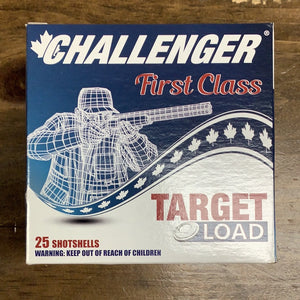 CHALLENGER®
First Class
TARGET
LOAD
25 SHOTSHELLS
WARNING: KEEP OUT OF REACH OF CHILDREN